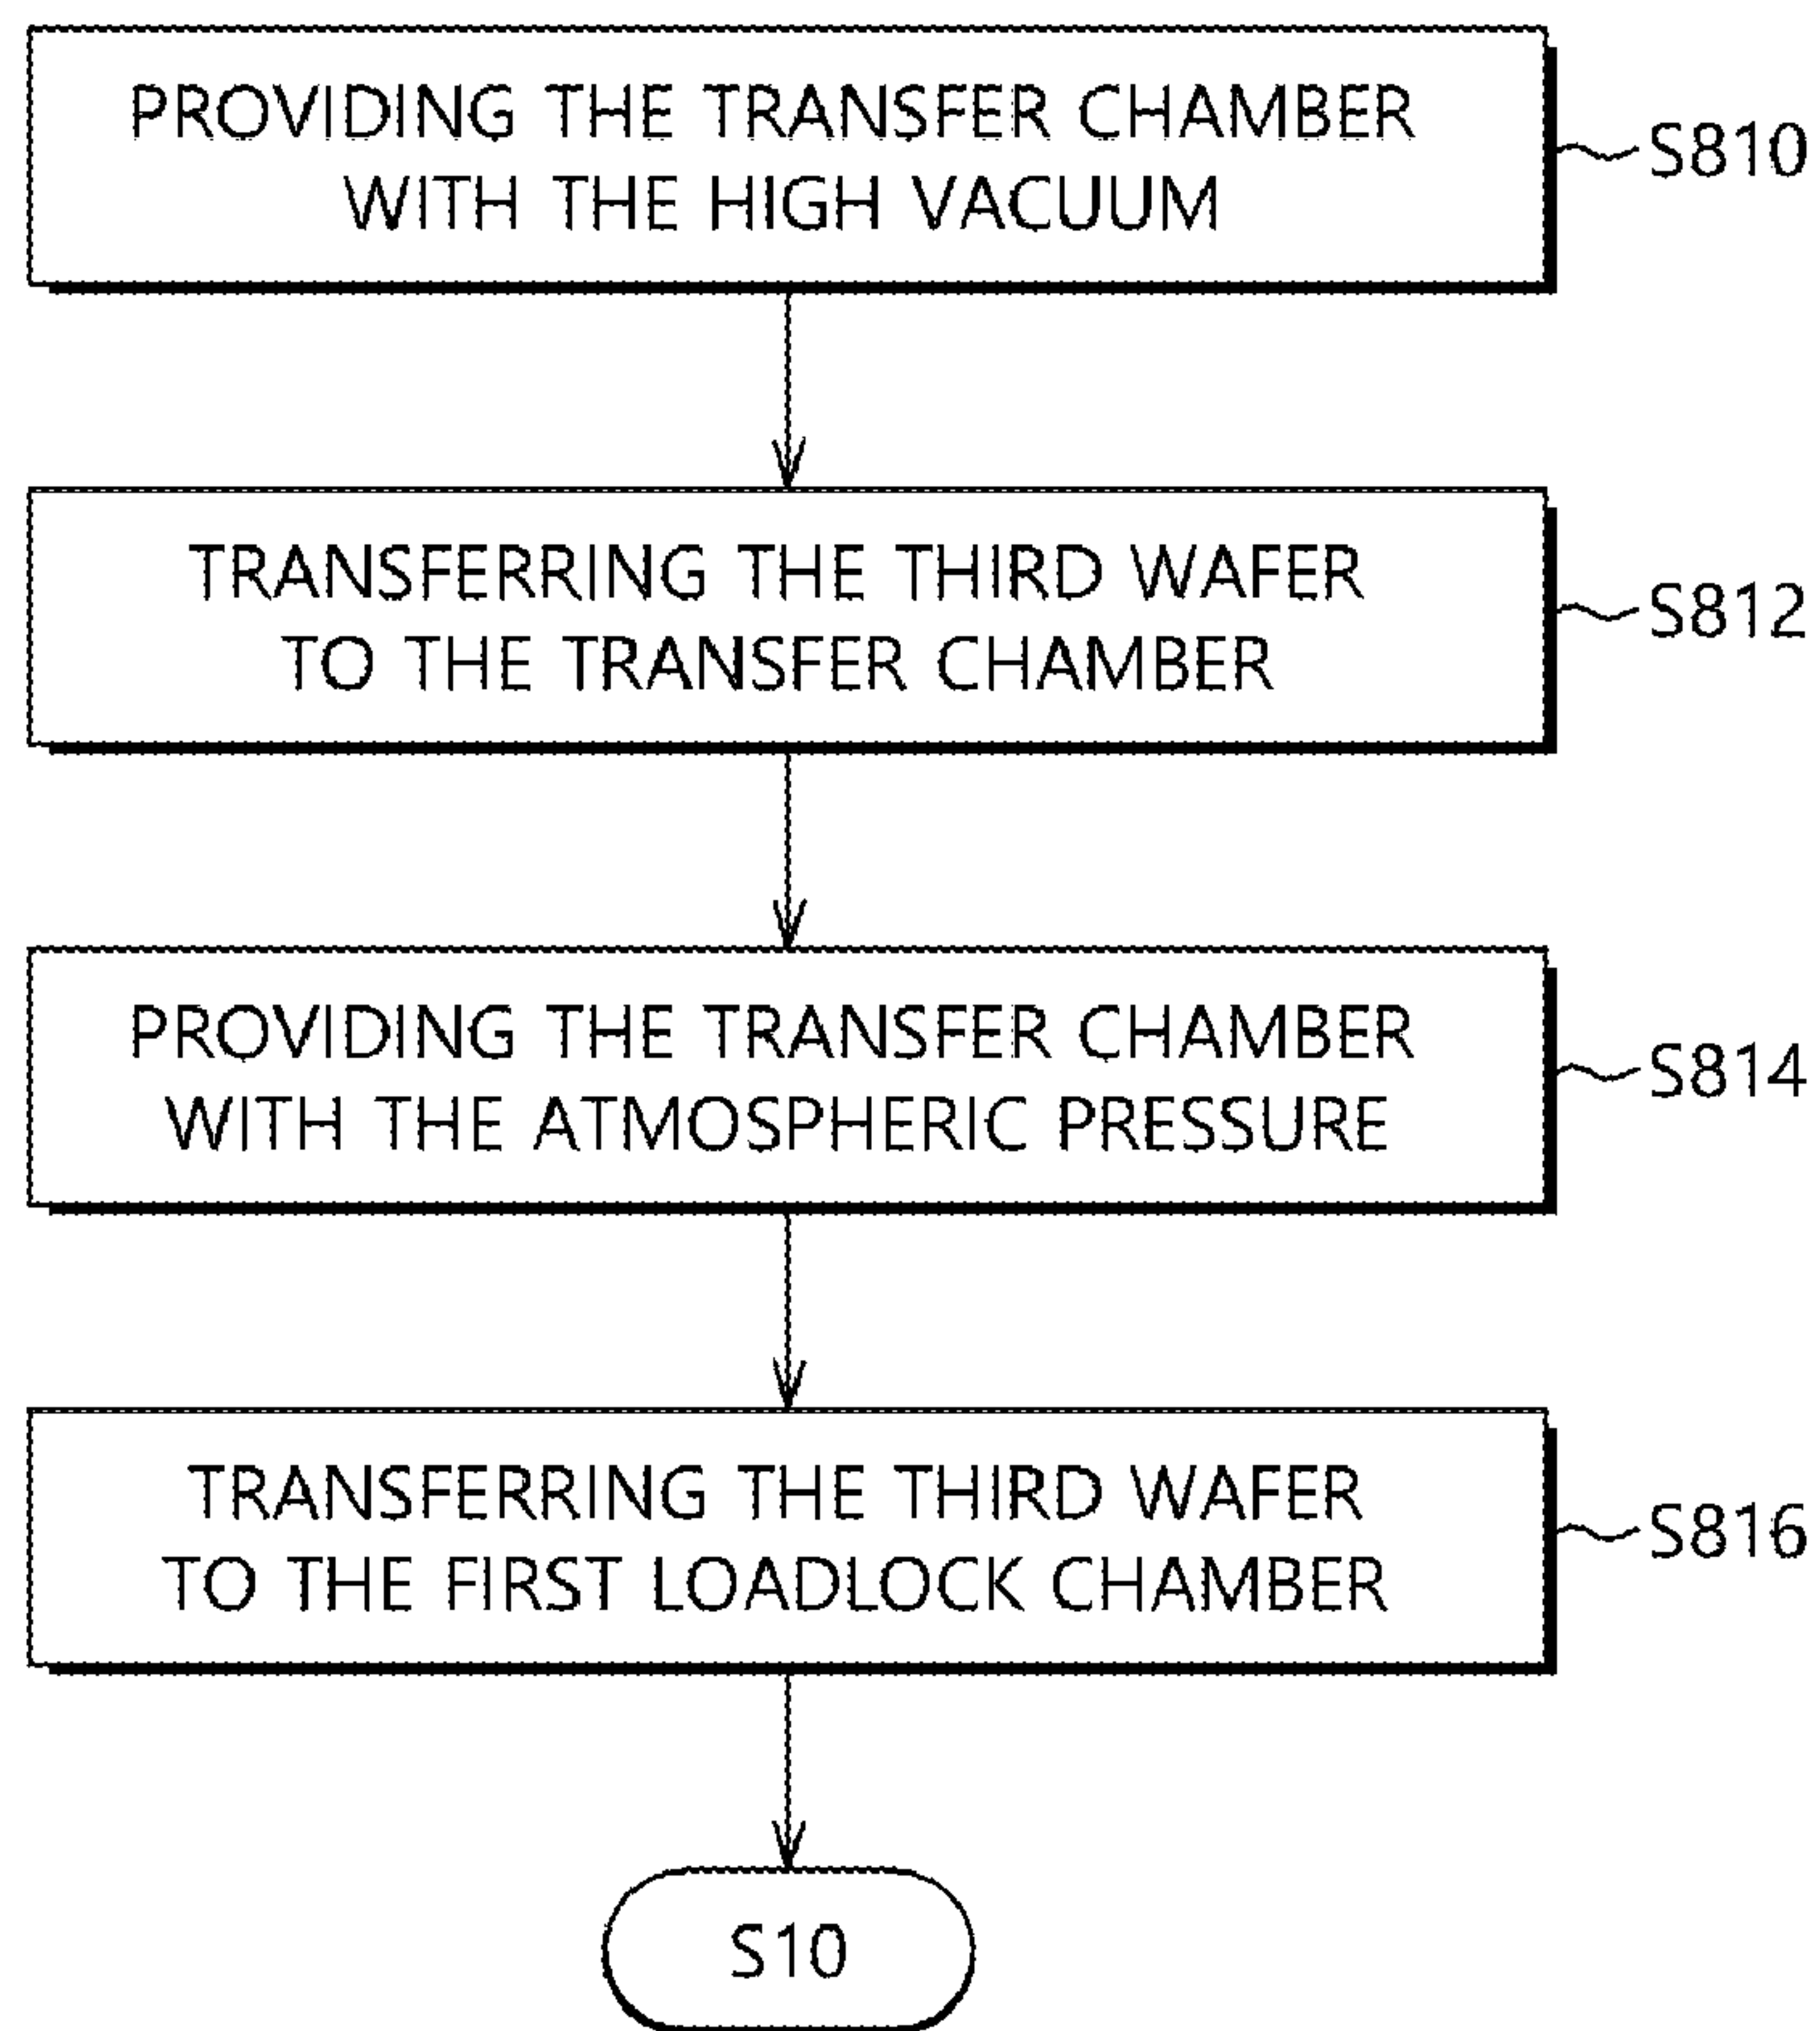 PROVIDING THE TRANSFER CHAMBER
WITH THE HIGH VACUUM
S810
TRANSFERRING THE THIRD WAFER
TO THE TRANSFER CHAMBER
S812
PROVIDING THE TRANSFER CHAMBER
WITH THE ATMOSPHERIC PRESSURE
S814
TRANSFERRING THE THIRD WAFER
TO THE FIRST LOADLOCK CHAMBER
S816
S10